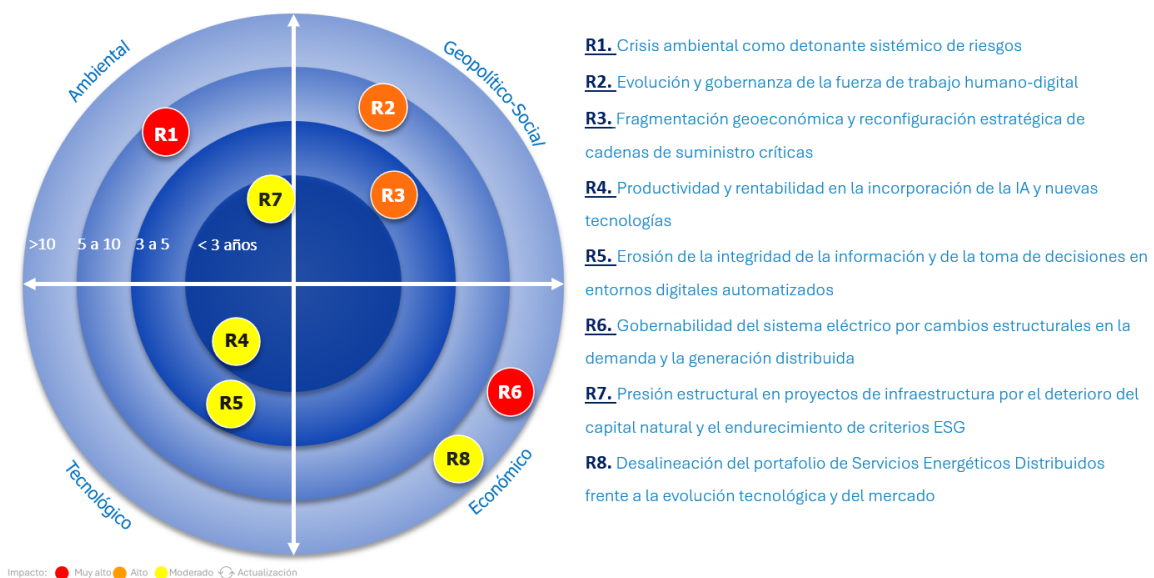 Ambiental
Geopolítico-Social
R1
R2
R3
R7
>10
5 a 10
3 a 5
< 3 años
R4
R5
R6
R8
Tecnológico
Económico
Impacto:
Muy alto
Alto
Moderado
Actualización
R1. Crisis ambiental como detonante sistémico de riesgos
R2. Evolución y gobernanza de la fuerza de trabajo humano-digital
R3. Fragmentación geoeconómica y reconfiguración estratégica de
cadenas de suministro críticas
R4. Productividad y rentabilidad en la incorporación de la IA y nuevas
tecnologías
R5. Erosión de la integridad de la información y de la toma de decisiones en
entornos digitales automatizados
R6. Gobernabilidad del sistema eléctrico por cambios estructurales en la
demanda y la generación distribuida
R7. Presión estructural en proyectos de infraestructura por el deterioro del
capital natural y el endurecimiento de criterios ESG
R8. Desalineación del portafolio de Servicios Energéticos Distribuidos
frente a la evolución tecnológica y del mercado